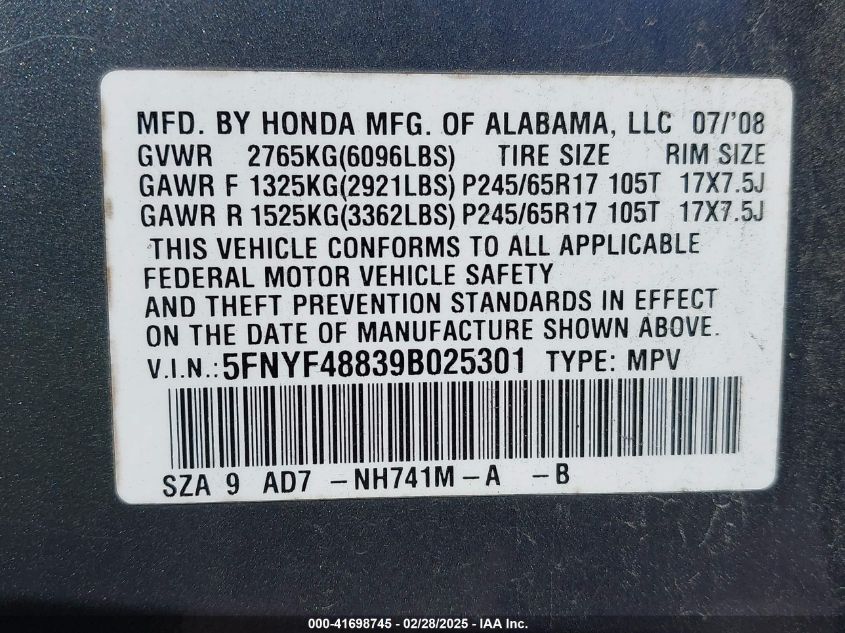 MFD. BY HONDA MFG. OF ALABAMA, LLC 07/'08
GVWR 2765KG(6096LBS) TIRE SIZE RIM SIZE
GAWR F 1325KG(2921LBS) P245/65R17 105T 17X7.5J
GAWR R 1525KG(3362LBS) P245/65R17 105T 17X7.5J
THIS VEHICLE CONFORMS TO ALL APPLICABLE
FEDERAL MOTOR VEHICLE SAFETY
AND THEFT PREVENTION STANDARDS IN EFFECT
ON THE DATE OF MANUFACTURE SHOWN ABOVE.
V.I.N.:5FNYF48839B025301 TYPE: MPV
SZA 9 AD7 -NH741M-A -B
000-41698745 - 02/28/2025 - IAA Inc.